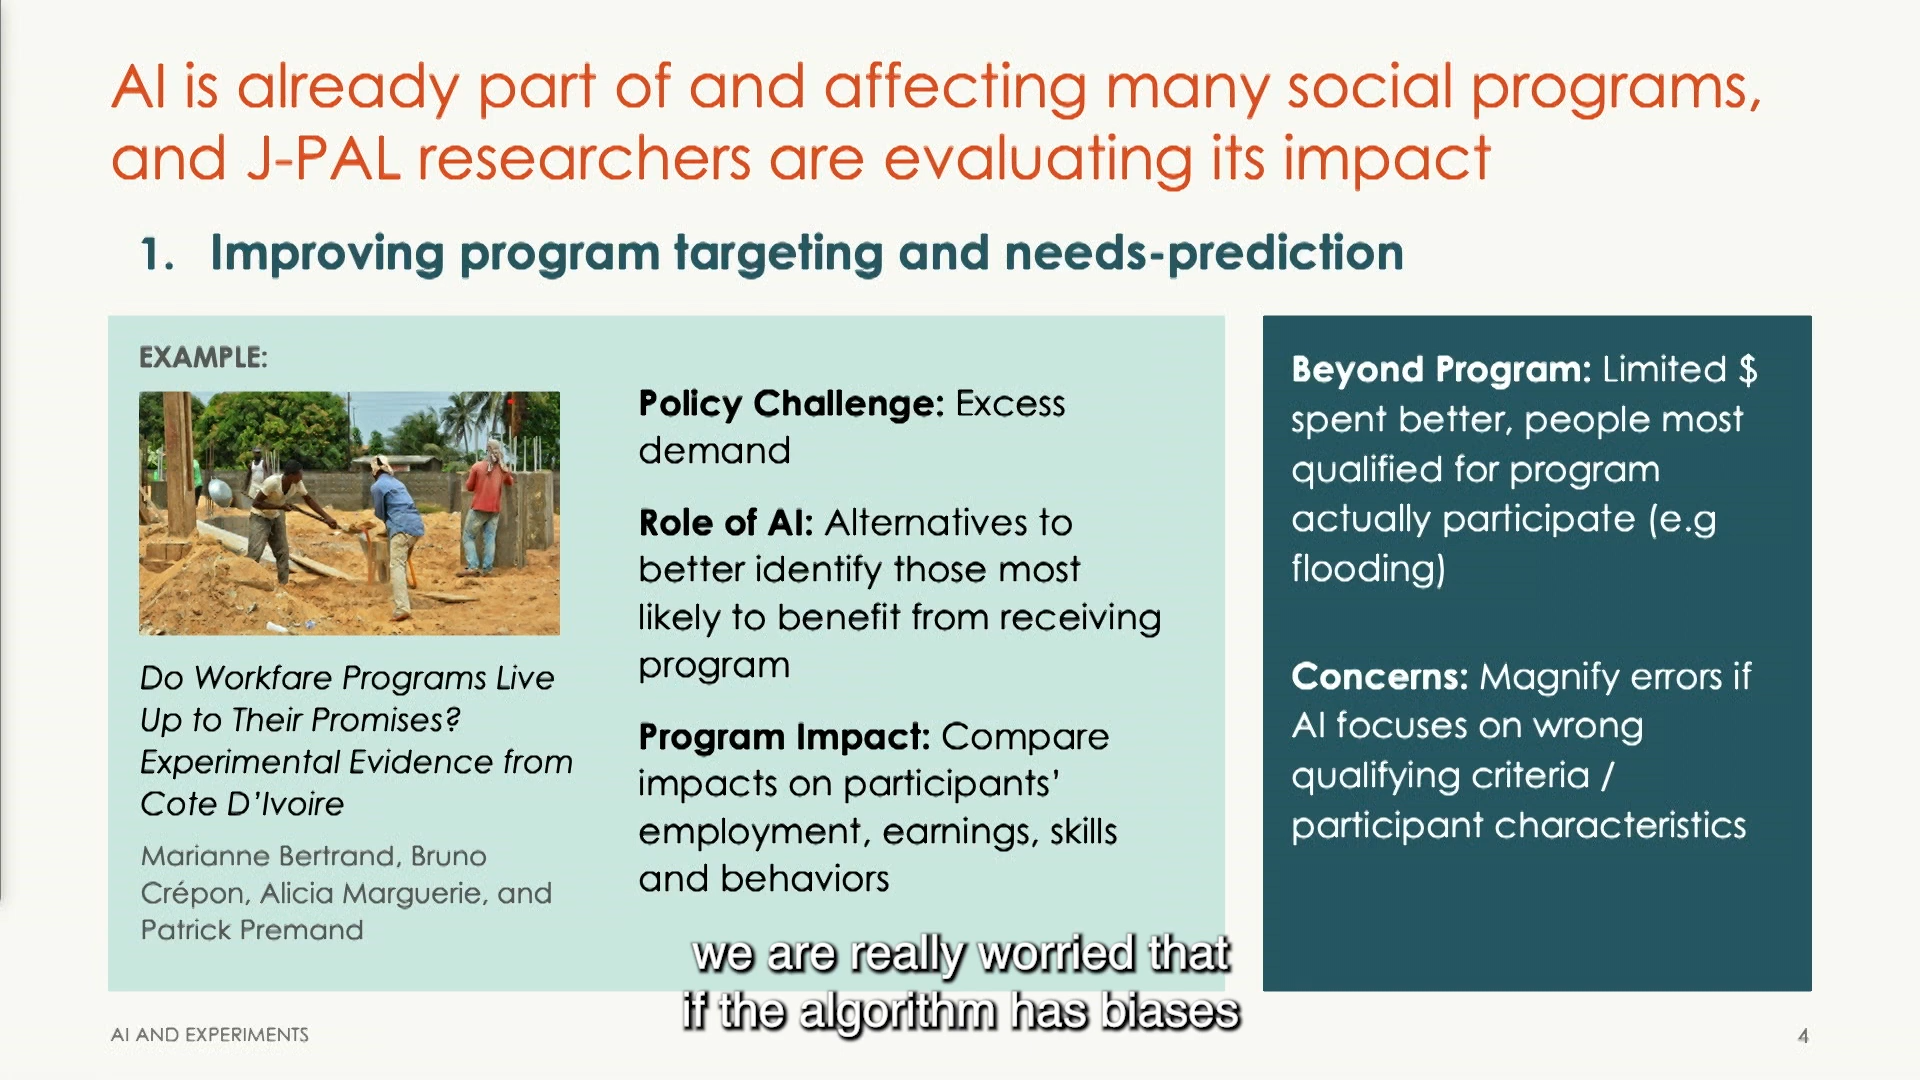 AI is already part of and affecting many social programs,
and J-PAL researchers are evaluating its impact
1. Improving program targeting and needs-prediction
EXAMPLE:
Do Workfare Programs Live
Up to Their Promises?
Experimental Evidence from
Cote D’Ivoire
Marianne Bertrand, Bruno
Crépon, Alicia Marguerie, and
Patrick Premand
Policy Challenge: Excess
demand
Role of AI: Alternatives to
better identify those most
likely to benefit from receiving
program
Program Impact: Compare
impacts on participants’
employment, earnings, skills
and behaviors
Beyond Program: Limited $
spent better, people most
qualified for program
actually participate (e.g
flooding)
Concerns: Magnify errors if
AI focuses on wrong
qualifying criteria /
participant characteristics
we are really worried that
if the algorithm has biases
AI AND EXPERIMENTS
4